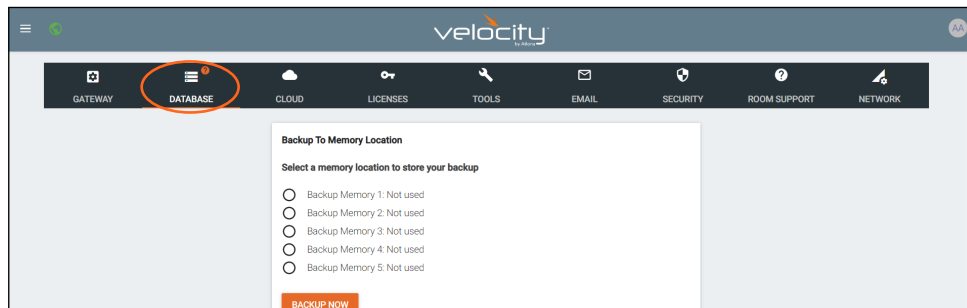 velocity
by Atlona
AA
?
GATEWAY DATABASE CLOUD LICENSES TOOLS EMAIL SECURITY ROOM SUPPORT NETWORK
Backup To Memory Location
Select a memory location to store your backup
Backup Memory 1: Not used
Backup Memory 2: Not used
Backup Memory 3: Not used
Backup Memory 4: Not used
Backup Memory 5: Not used
BACKUP NOW